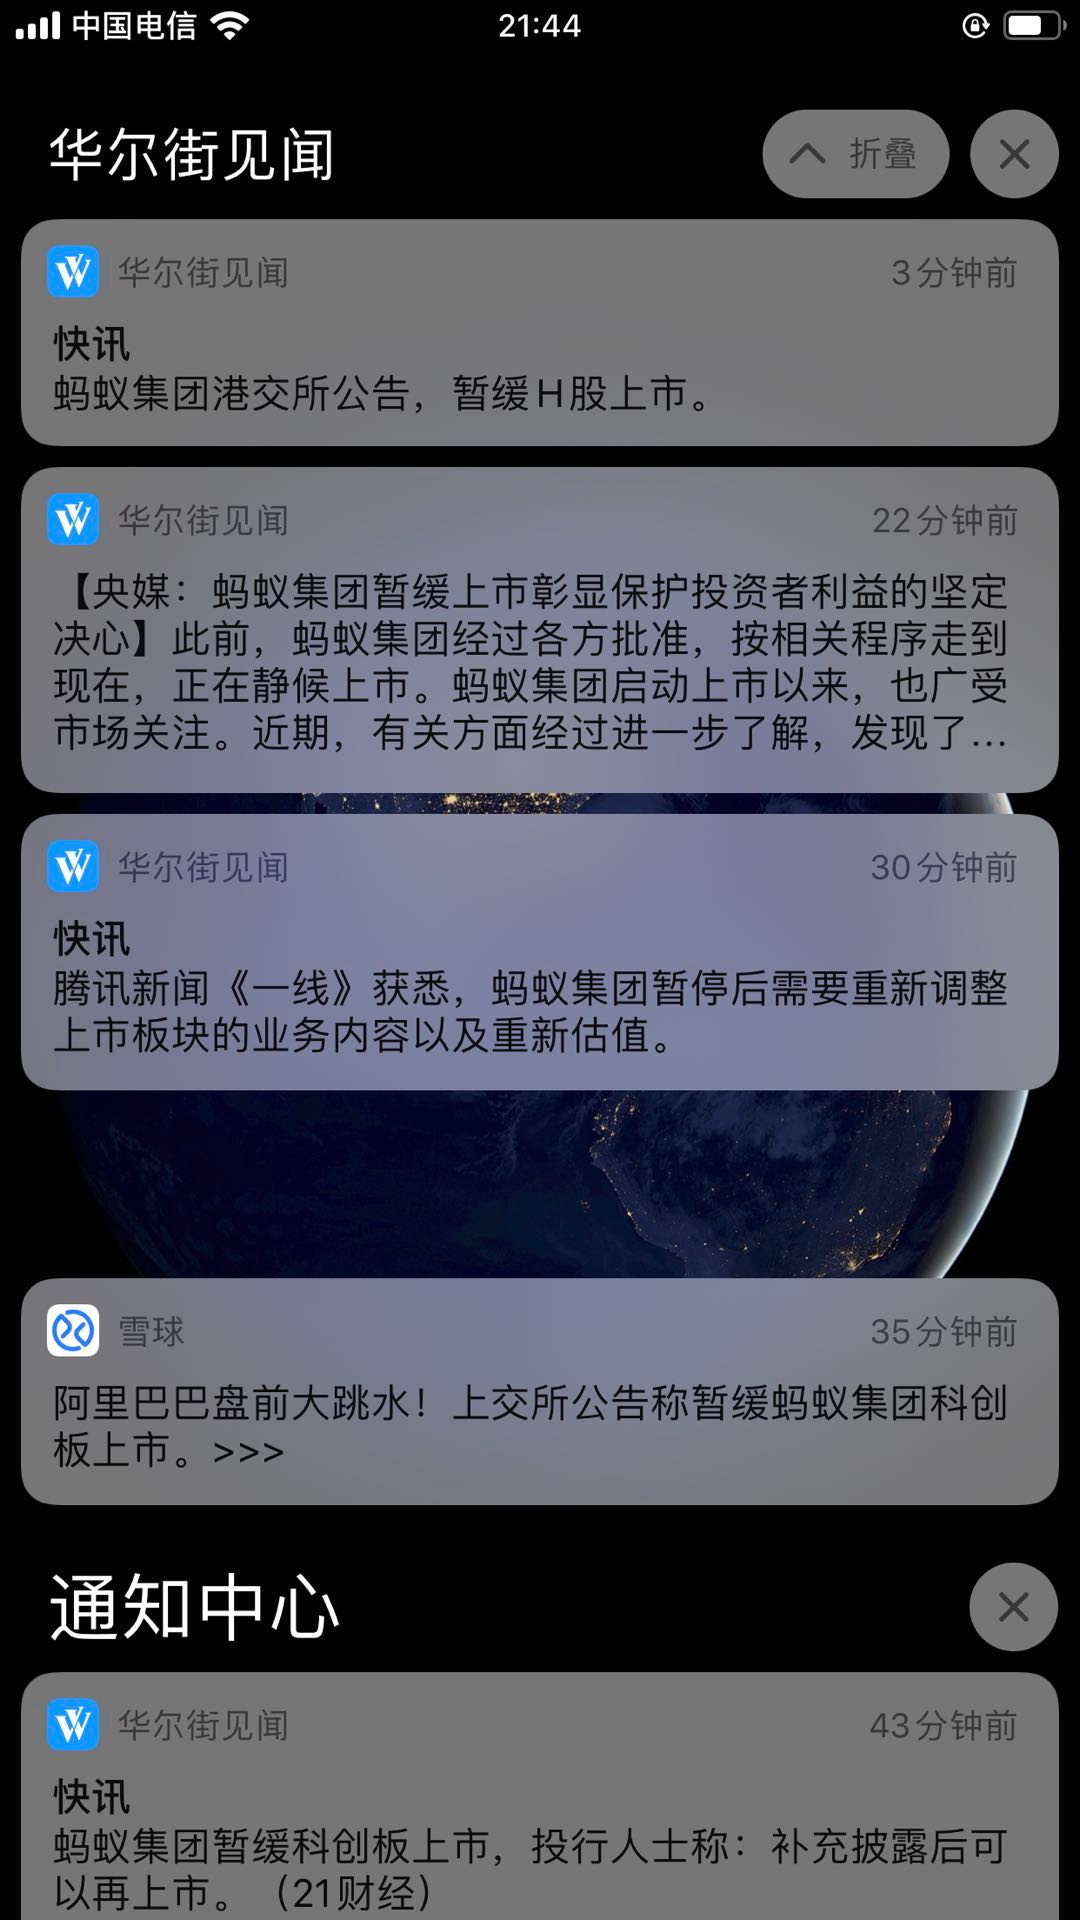 中国电信
21:44
华尔街见闻
折叠
华尔街见闻
3分钟前
快讯
蚂蚁集团港交所公告，暂缓H股上市。
华尔街见闻
22分钟前
【央媒：蚂蚁集团暂缓上市彰显保护投资者利益的坚定
决心】此前，蚂蚁集团经过各方批准，按相关程序走到
现在，正在静候上市。蚂蚁集团启动上市以来，也广受
市场关注。近期，有关方面经过进一步了解，发现了...
华尔街见闻
30分钟前
快讯
腾讯新闻《一线》获悉，蚂蚁集团暂停后需要重新调整
上市板块的业务内容以及重新估值。
雪球
35分钟前
阿里巴巴盘前大跳水！上交所公告称暂缓蚂蚁集团科创
板上市。>>>
通知中心
华尔街见闻
43分钟前
快讯
蚂蚁集团暂缓科创板上市，投行人士称：补充披露后可
以再上市。（21财经）